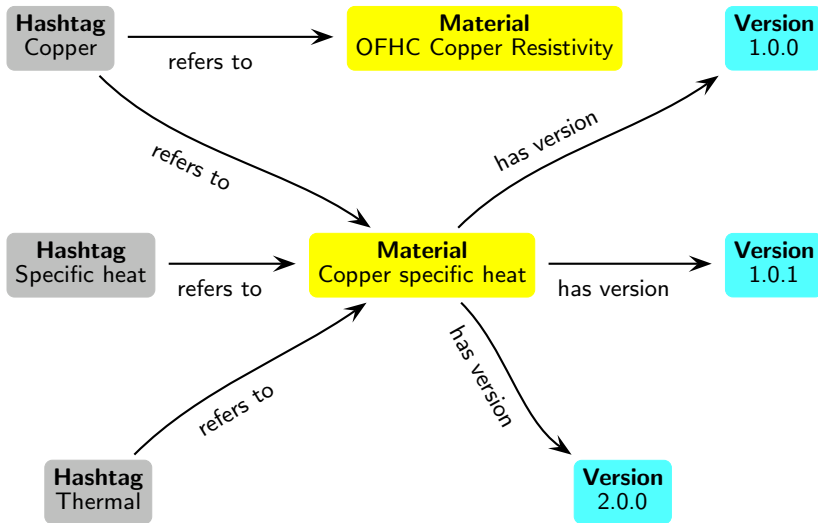 Hashtag
Copper
refers to
Material
OFHC Copper Resistivity
Version
1.0.0
refers to
has version
Hashtag
Specific heat
refers to
Material
Copper specific heat
has version
Version
1.0.1
refers to
has version
Hashtag
Thermal
Version
2.0.0